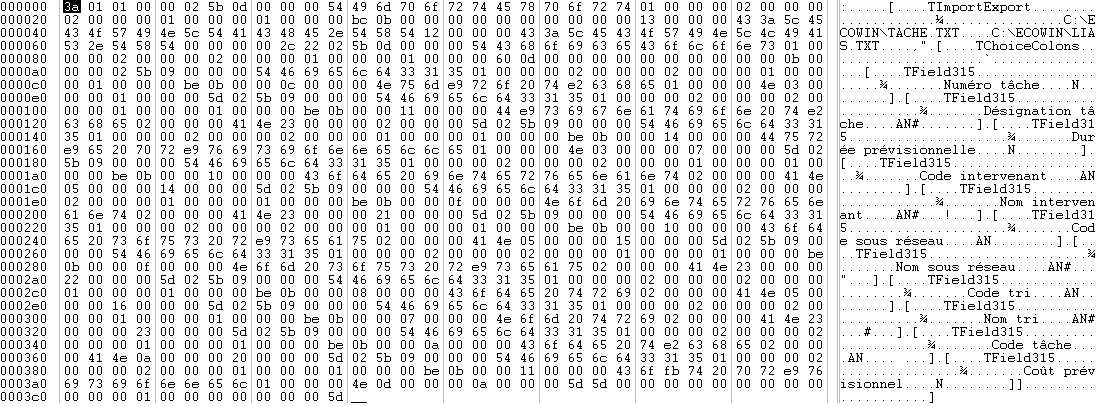 000000 3a 01 01 00 00 02 5b 0d 00 00 00 54 49 6d 70 6f 72 74 45 78 70 6f 72 74 01 00 00 00 02 00 00 00 :.....[....TImportExport........
000020 02 00 00 00 01 00 00 00 01 00 00 00 bc 0b 00 00 00 00 00 00 00 00 13 00 00 00 43 3a 5c 45 ............¼.............C:\E
000040 43 4f 57 49 4e 5c 54 41 43 48 45 2e 54 58 54 12 00 00 00 43 3a 5c 45 43 4f 57 49 4e 5c 4c 49 41 ECOWIN\TACHE.TXT....C:\ECOWIN\LIA
000060 53 2e 54 58 54 00 00 00 2c 22 02 5b 0d 00 00 00 54 43 68 6f 69 63 65 43 6f 6c 6f 6e 73 01 00 00 S.TXT...,".[....TChoiceColons...
000080 00 02 00 00 00 02 00 00 00 01 00 00 00 01 00 00 00 60 0d 00 00 00 00 00 00 00 00 00 00 00 0b 00
0000a0 00 00 02 5b 09 00 00 00 54 46 69 65 6c 64 33 31 35 01 00 00 00 02 00 00 00 02 00 00 00 01 00 00 ...[....TField315...............
0000c0 00 01 00 00 00 be 0b 00 00 0c 00 00 00 4e 75 6d e9 72 6f 20 74 e2 63 68 65 01 00 00 00 4e 03 00 Numéro tâche....N..
0000e0 00 00 01 00 00 00 5d 02 5b 09 00 00 00 54 46 69 65 6c 64 33 31 35 01 00 00 00 02 00 00 00 02 00 ......].[....TField315..........
000100 00 00 01 00 00 00 01 00 00 00 be 0b 00 00 11 00 00 00 44 e9 73 69 67 6e 61 74 69 6f 6e 20 74 e2 Désignation tâ
000120 63 68 65 02 00 00 00 41 4e 23 00 00 00 02 00 00 00 5d 02 5b 09 00 00 00 54 46 69 65 6c 64 33 31 che....AN#.......].[....TField31
000140 35 01 00 00 00 02 00 00 00 02 00 00 00 01 00 00 00 01 00 00 00 be 0b 00 00 14 00 00 00 44 75 72 5 Dur
000160 e9 65 20 70 72 e9 76 69 73 69 6f 6e 6e 65 6c 6c 65 01 00 00 00 4e 03 00 00 00 07 00 00 00 5d 02 ée prévisionnelle....N........].
000180 5b 09 00 00 00 54 46 69 65 6c 64 33 31 35 01 00 00 00 02 00 00 00 02 00 00 00 01 00 00 00 01 00 [....TField315..................
0001a0 00 00 be 0b 00 00 10 00 00 00 43 6f 64 65 20 69 6e 74 65 72 76 65 6e 61 6e 74 02 00 00 00 41 4e Code intervenant....AN
0001c0 05 00 00 00 14 00 00 00 5d 02 5b 09 00 00 00 54 46 69 65 6c 64 33 31 35 01 00 00 00 02 00 00 00 ........].[....TField315........
0001e0 02 00 00 00 01 00 00 00 01 00 00 00 be 0b 00 00 0f 00 00 00 4e 6f 6d 20 69 6e 74 65 72 76 65 6e Nom interven
000200 61 6e 74 02 00 00 00 41 4e 23 00 00 00 21 00 00 00 5d 02 5b 09 00 00 00 54 46 69 65 6c 64 33 31 ant....AN#...!...].[....TField31
000220 35 01 00 00 00 02 00 00 00 02 00 00 00 01 00 00 00 01 00 00 00 be 0b 00 00 10 00 00 00 43 6f 64 5 Cod
000240 65 20 73 6f 75 73 20 72 e9 73 65 61 75 02 00 00 00 41 4e 05 00 00 00 15 00 00 00 5d 02 5b 09 00 e sous réseau....AN........].[..
000260 00 00 54 46 69 65 6c 64 33 31 35 01 00 00 00 02 00 00 00 02 00 00 00 01 00 00 00 01 00 00 00 be ..TField315....................¾
000280 0b 00 00 0f 00 00 00 4e 6f 6d 20 73 6f 75 73 20 72 e9 73 65 61 75 02 00 00 00 41 4e 23 00 00 00 .......Nom sous réseau....AN#...
0002a0 22 00 00 00 5d 02 5b 09 00 00 00 54 46 69 65 6c 64 33 31 35 01 00 00 00 02 00 00 00 02 00 00 00 "...].[....TField315............
0002c0 01 00 00 00 01 00 00 00 be 0b 00 00 08 00 00 00 43 6f 64 65 20 74 72 69 02 00 00 00 41 4e 05 00 ........¾.......Code tri....AN..
0002e0 00 00 16 00 00 00 5d 02 5b 09 00 00 00 54 46 69 65 6c 64 33 31 35 01 00 00 00 02 00 00 00 02 00 ......].[....TField315..........
000300 00 00 01 00 00 00 01 00 00 00 be 0b 00 00 07 00 00 00 4e 6f 6d 20 74 72 69 02 00 00 00 41 4e 23 ..........¾.......Nom tri....AN#
000320 00 00 00 23 00 00 00 5d 02 5b 09 00 00 00 54 46 69 65 6c 64 33 31 35 01 00 00 00 02 00 00 00 02 ...#...].[....TField315.........
000340 00 00 00 01 00 00 00 01 00 00 00 be 0b 00 00 0a 00 00 00 43 6f 64 65 20 74 e2 63 68 65 02 00 00 ...........¾.......Code tâche...
000360 00 41 4e 0a 00 00 00 20 00 00 00 5d 02 5b 09 00 00 00 54 46 69 65 6c 64 33 31 35 01 00 00 00 02 .AN.... ...].[....TField315.....
000380 00 00 00 02 00 00 00 01 00 00 00 01 00 00 00 be 0b 00 00 11 00 00 00 43 6f fb 74 20 70 72 e9 76 ...............¾.......Coût prév
0003a0 69 73 69 6f 6e 6e 65 6c 01 00 00 00 4e 0d 00 00 00 0a 00 00 00 5d 5d 00 00 00 00 00 00 00 00 00 isionnel....N........]].........
0003c0 00 00 00 00 01 00 00 00 00 00 00 5d ...........]